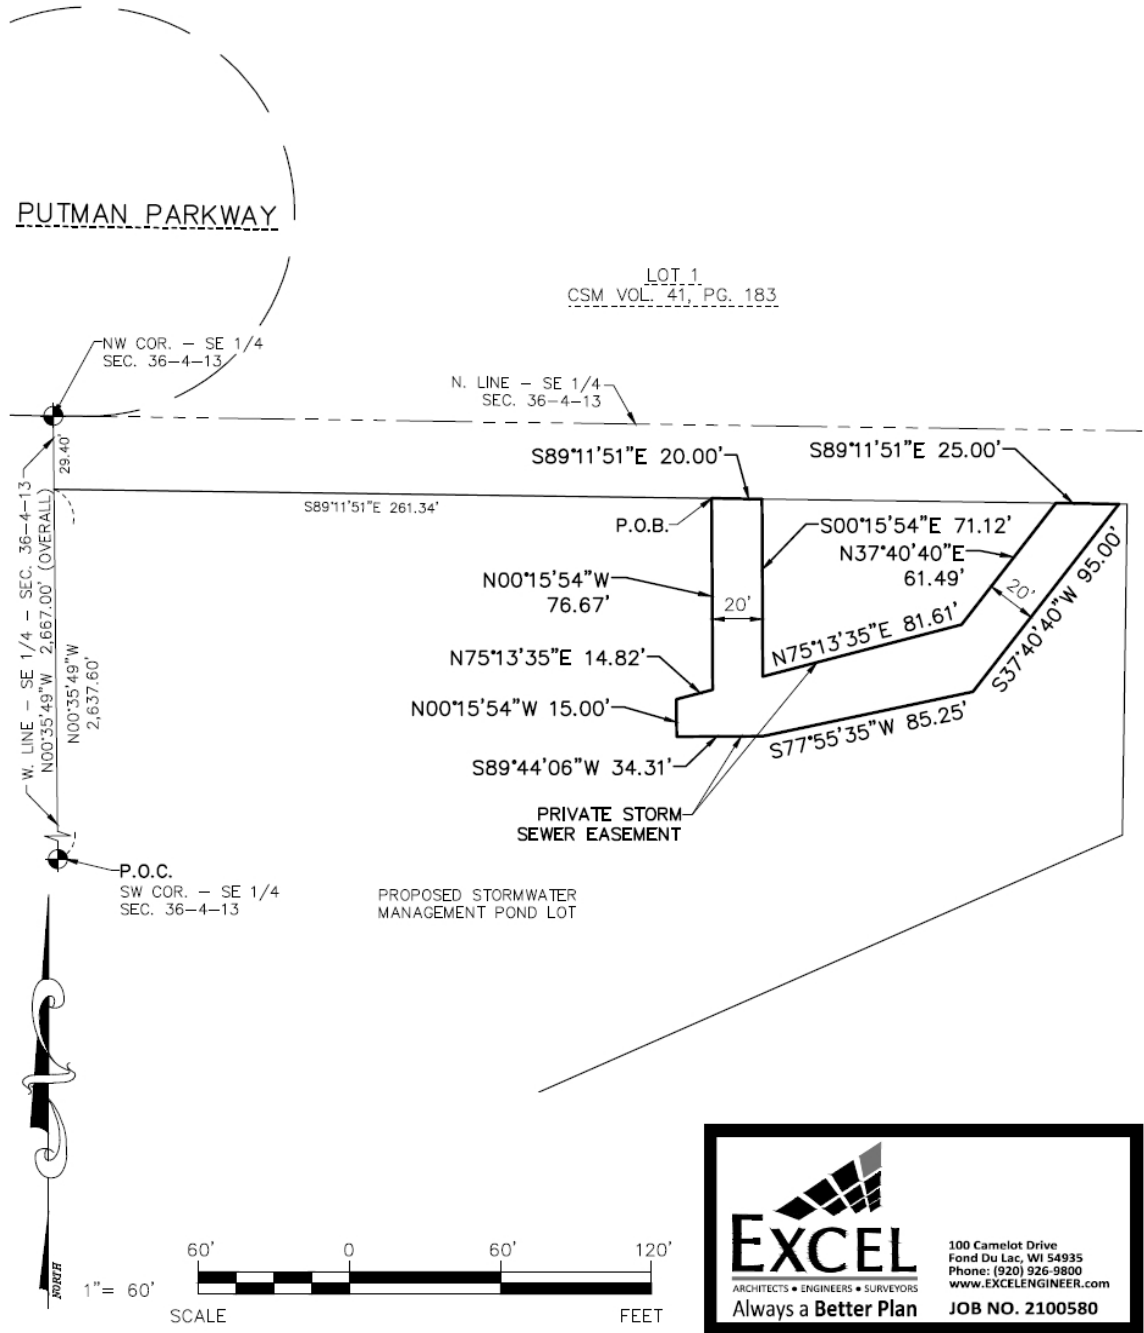 PUTMAN PARKWAY
LOT 1
CSM VOL. 41, PG. 183
NW COR. – SE 1/4
SEC. 36–4–13
N. LINE – SE 1/4
SEC. 36–4–13
29.40'
W. LINE – SE 1/4 – SEC. 36–4–13
N00°35'49"W 2,667.00' (OVERALL)
N00°35'49"W
2,637.60'
S89°11'51"E 261.34'
S89°11'51"E 20.00'
S89°11'51"E 25.00'
P.O.B.
S00°15'54"E 71.12'
N37°40'40"E
61.49'
N00°15'54"W
76.67'
20'
20'
S37°40'40"W 95.00'
N75°13'35"E 81.61'
N75°13'35"E 14.82'
N00°15'54"W 15.00'
S77°55'35"W 85.25'
S89°44'06"W 34.31'
PRIVATE STORM
SEWER EASEMENT
P.O.C.
SW COR. – SE 1/4
SEC. 36–4–13
PROPOSED STORMWATER
MANAGEMENT POND LOT
NORTH
1"= 60'
60' 0 60' 120'
SCALE FEET
EXCEL
ARCHITECTS • ENGINEERS • SURVEYORS
Always a Better Plan
100 Camelot Drive
Fond Du Lac, WI 54935
Phone: (920) 926-9800
www.EXCELENGINEER.com
JOB NO. 2100580